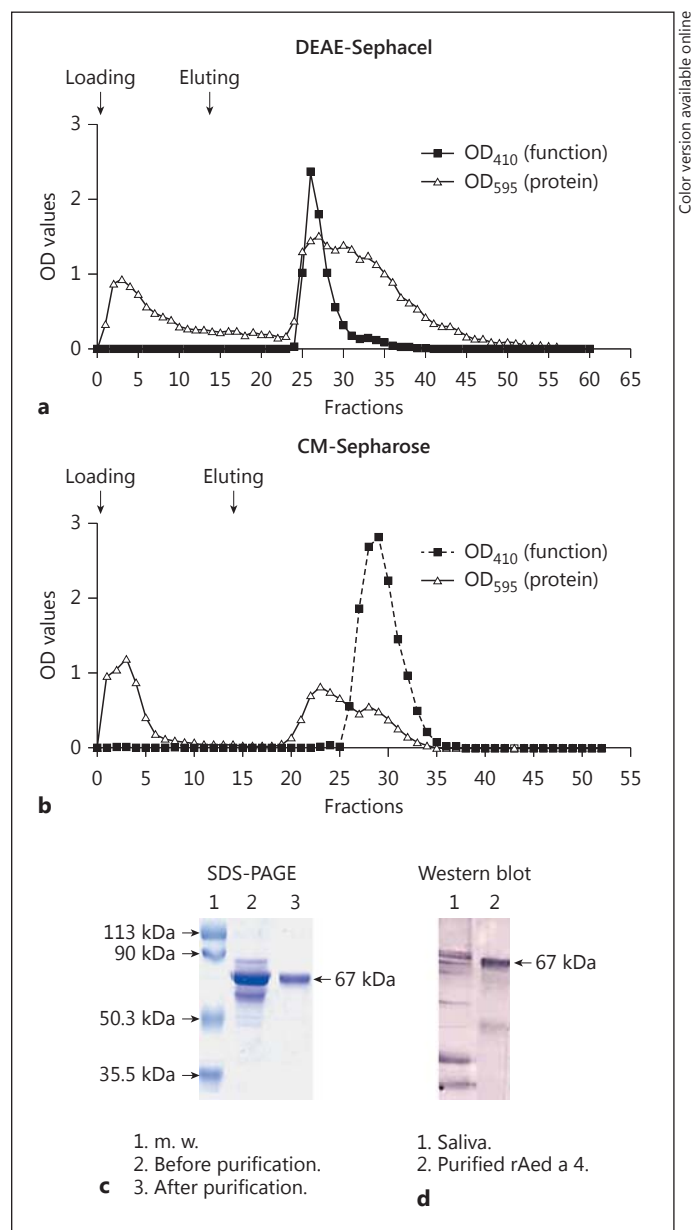 Color version available online
DEAE-Sephacel
Loading
Eluting
3
2
1
0
OD values
OD410 (function)
OD595 (protein)
0 5 10 15 20 25 30 35 40 45 50 55 60 65
Fractions
a
CM-Sepharose
Loading
Eluting
3
2
1
0
OD values
OD410 (function)
OD595 (protein)
0 5 10 15 20 25 30 35 40 45 50 55
Fractions
b
SDS-PAGE
1 2 3
113 kDa
90 kDa
67 kDa
50.3 kDa
35.5 kDa
1. m. w.
2. Before purification.
3. After purification.
c
Western blot
1 2
67 kDa
1. Saliva.
2. Purified rAed a 4.
d